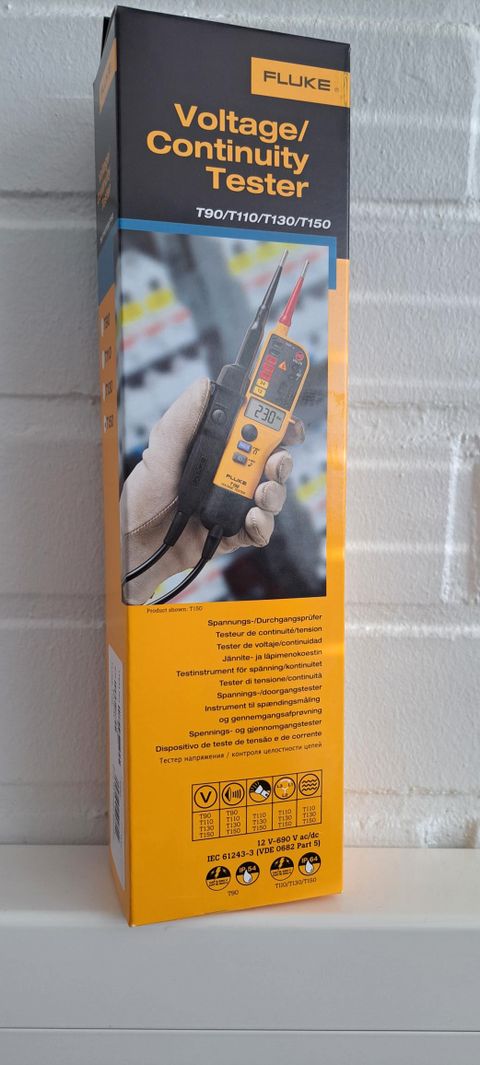 FLUKE
Voltage/
Continuity
Tester
T90/T110/T130/T150
230
FLUKE
FLUKE
Product shown: T150
Spannungs-/Durchgangsprüfer
Testeur de continuité/tension
Tester de voltaje/continuidad
Jännite- ja läpimenokoestin
Testinstrument för spänning/kontinuitet
Tester di tensione/continuità
Spannings-/doorgangstester
Instrument til spændingsmåling
og gennemgangsafprøvning
Spennings- og gjennomgangstester
Dispositivo de teste de tensão e de corrente
Тестер напряжения / контроля целостности цепей
V
T90 T90 T110 T110 T110
T110 T110 T130 T130 T130
T130 T130 T150 T150 T150
T150 T150
12 V-690 V ac/dc
IEC 61243-3 (VDE 0682 Part 5)
IP 54
IP 64
T90
T110/T130/T150